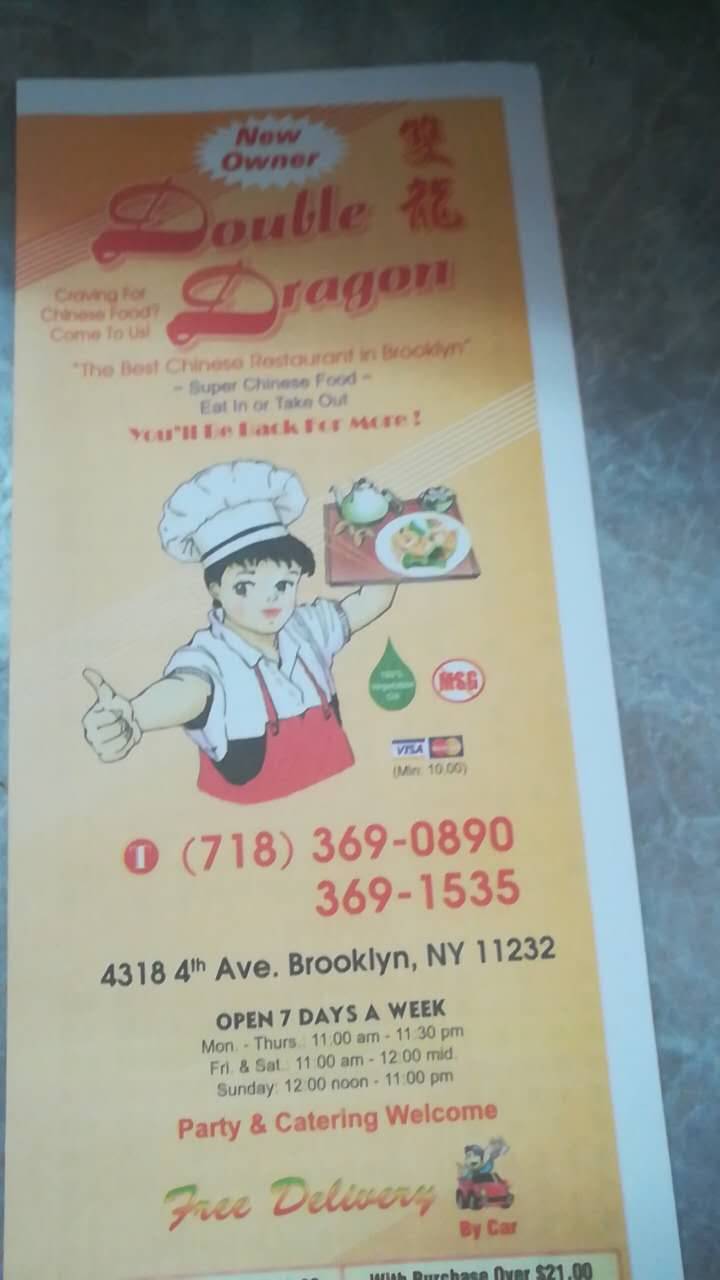 New
Owner
雙
龍
Double
Dragon
Craving For
Chinese Food?
Come To Us!
"The Best Chinese Restaurant in Brooklyn"
~ Super Chinese Food ~
Eat In or Take Out
You'll Be Back For More !
100%
Vegetable
Oil
MSG
VISA
(Min. 10.00)
(718) 369-0890
369-1535
4318 4th Ave. Brooklyn, NY 11232
OPEN 7 DAYS A WEEK
Mon. - Thurs.: 11:00 am - 11:30 pm
Fri. & Sat.: 11:00 am - 12:00 mid.
Sunday: 12:00 noon - 11:00 pm
Party & Catering Welcome
Free Delivery
By Car
With Purchase Over $21.00